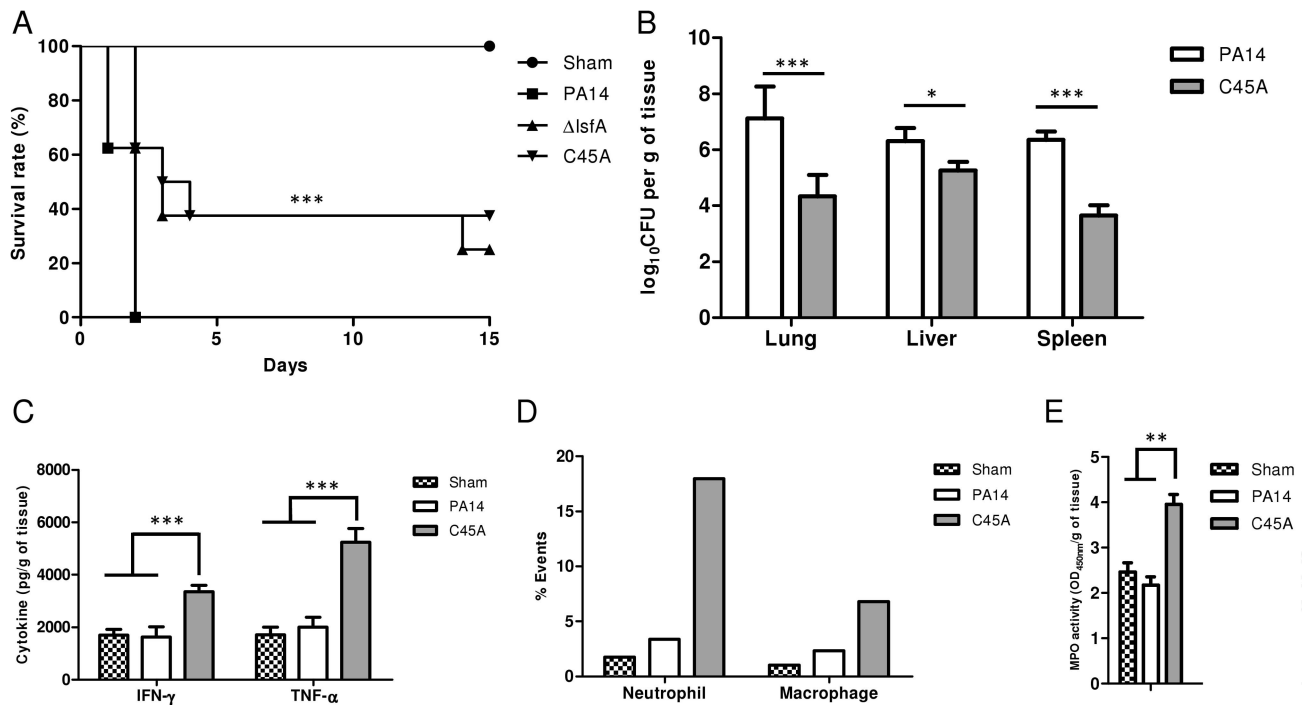 A
Survival rate (%)
100
80
60
40
20
0
0 5 10 15
Days
***
Sham
PA14
ΔlsfA
C45A
B
log10CFU per g of tissue
10
8
6
4
2
0
***
*
***
Lung Liver Spleen
PA14
C45A
C
Cytokine (pg/g of tissue)
8000
6000
4000
2000
0
***
***
IFN-γ TNF-α
Sham
PA14
C45A
D
% Events
20
15
10
5
0
Neutrophil Macrophage
Sham
PA14
C45A
E
MPO activity (OD450nm/g of tissue)
5
4
3
2
1
0
**
Sham
PA14
C45A